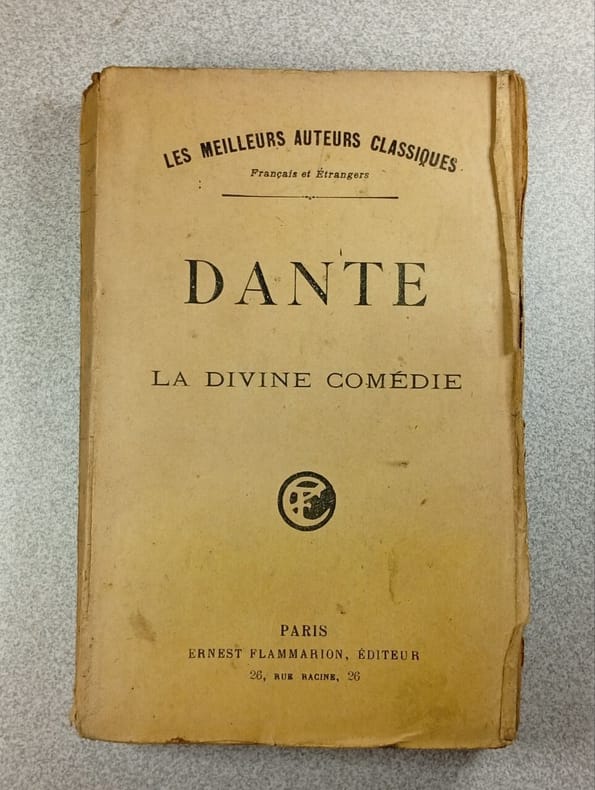 LES MEILLEURS AUTEURS CLASSIQUES
Français et Étrangers
DANTE
LA DIVINE COMÉDIE
PARIS
ERNEST FLAMMARION, ÉDITEUR
26, RUE RACINE, 26